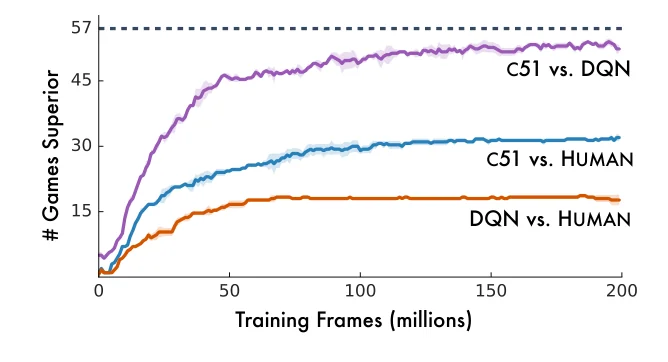 57
45
30
15
# Games Superior
C51 vs. DQN
C51 vs. HUMAN
DQN vs. HUMAN
0 50 100 150 200
Training Frames (millions)